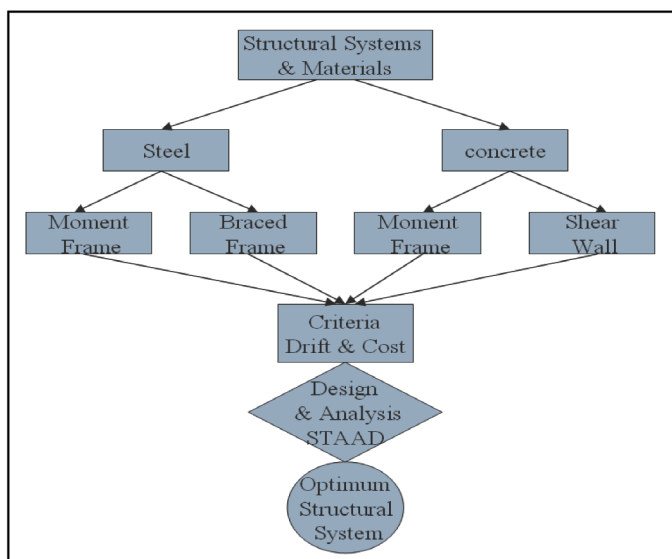 Structural Systems
& Materials
Steel
concrete
Moment
Frame
Braced
Frame
Moment
Frame
Shear
Wall
Criteria
Drift & Cost
Design
& Analysis
STAAD
Optimum
Structural
System